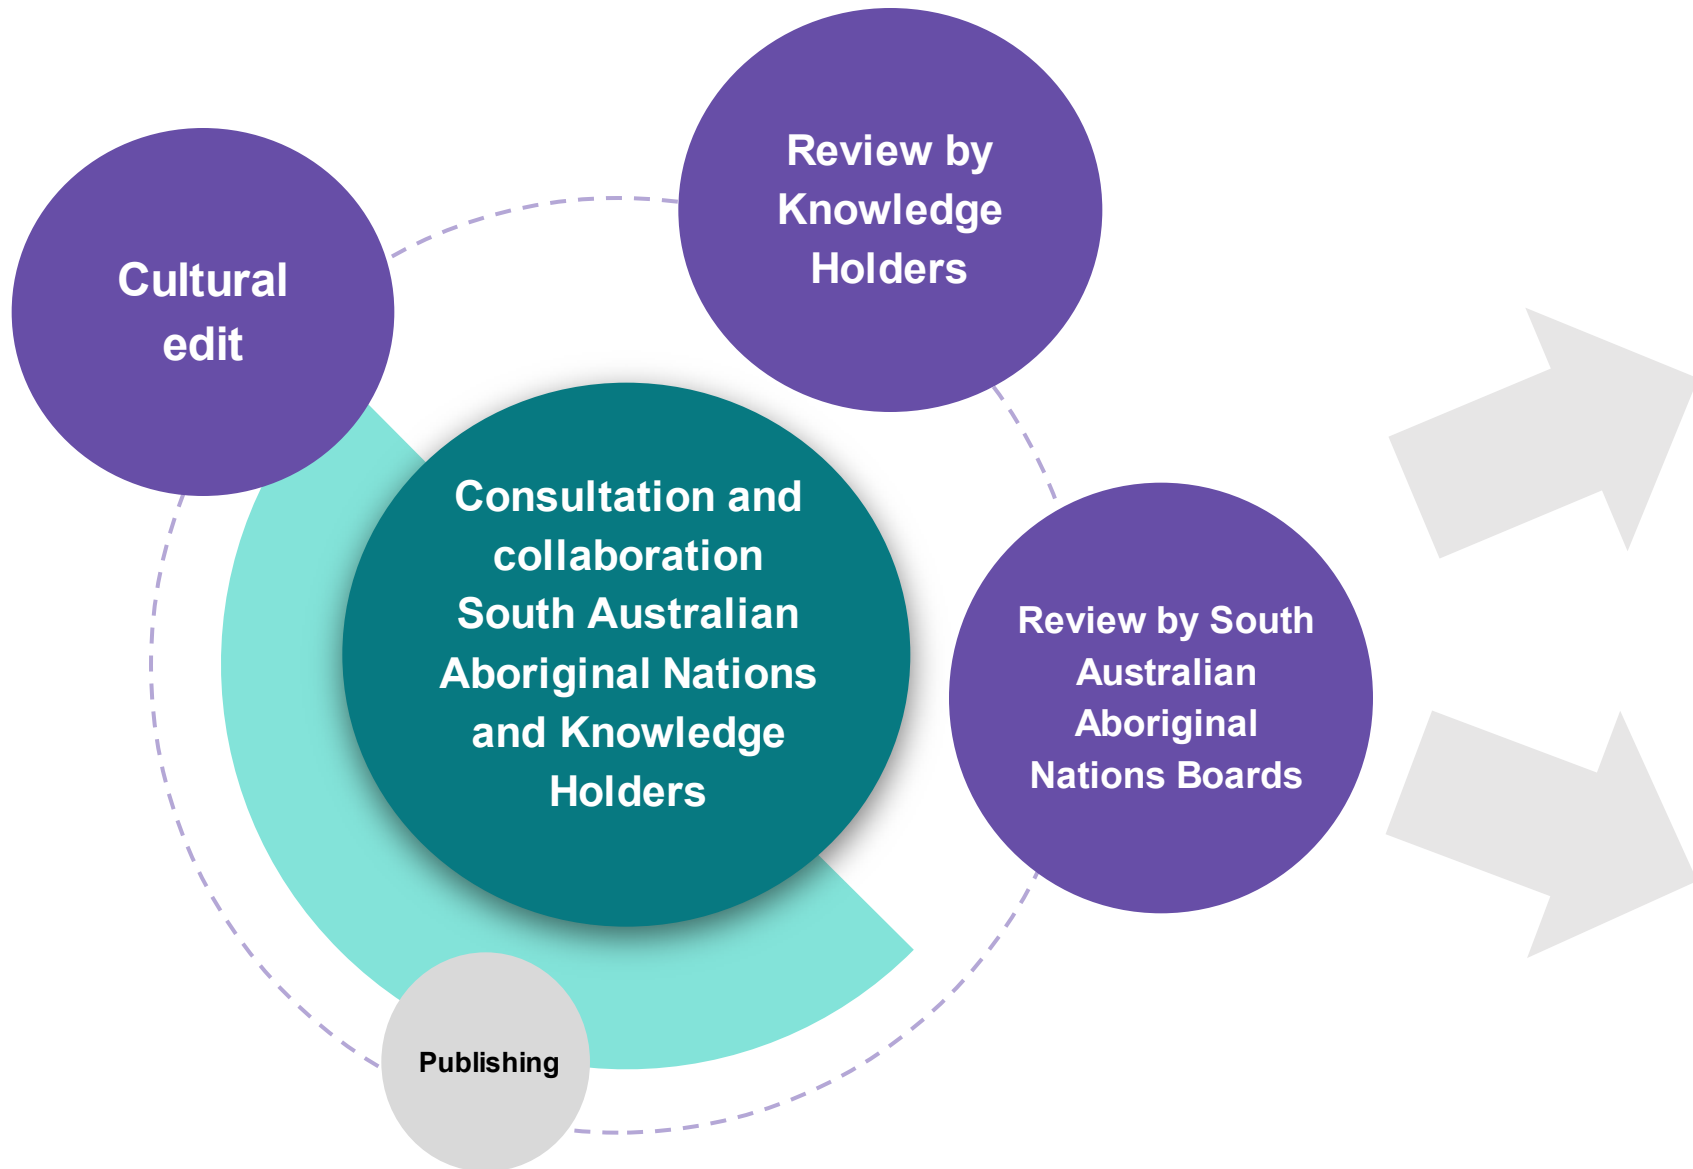 Cultural
edit
Review by
Knowledge
Holders
Consultation and
collaboration
South Australian
Aboriginal Nations
and Knowledge
Holders
Review by South
Australian
Aboriginal
Nations Boards
Publishing